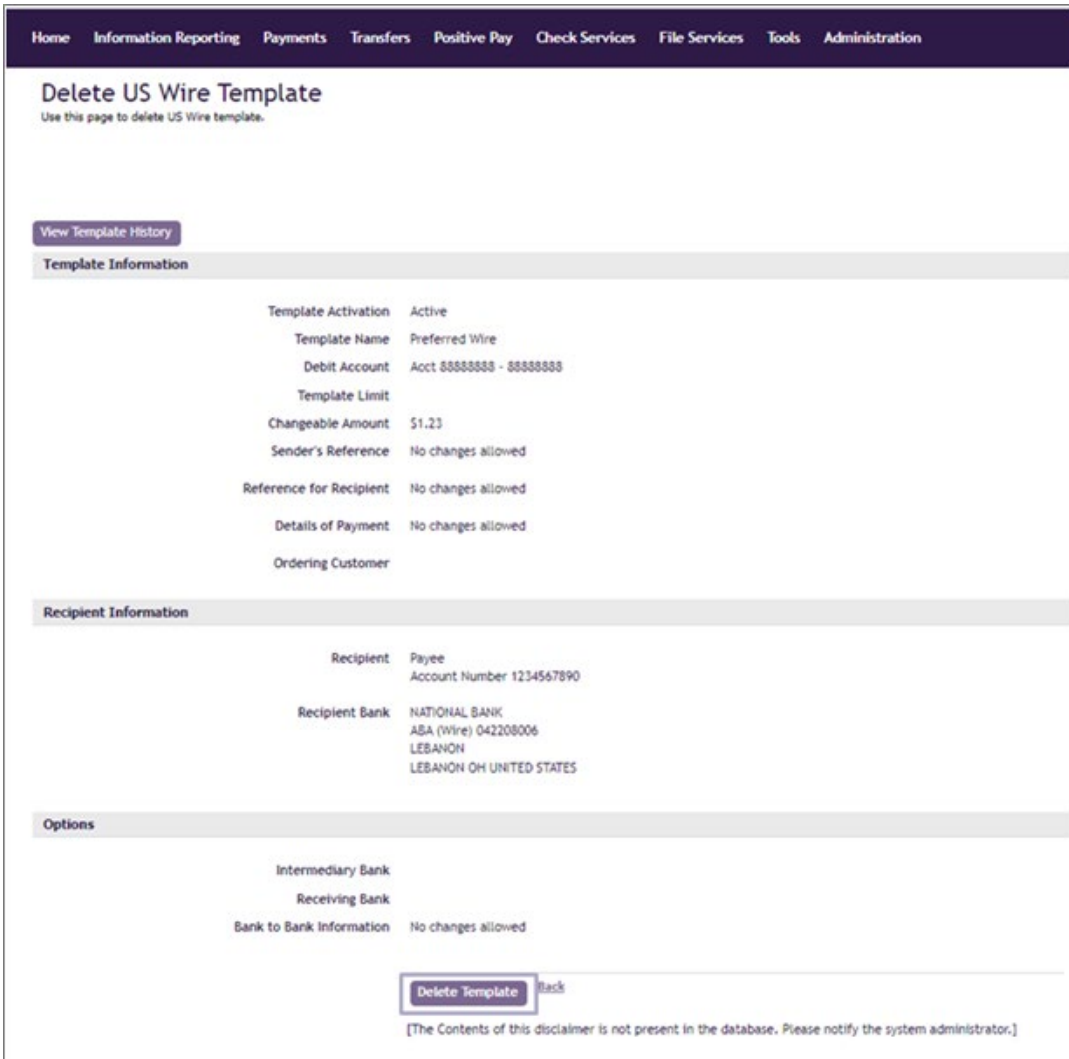 Home Information Reporting Payments Transfers Positive Pay Check Services File Services Tools Administration
Delete US Wire Template
Use this page to delete US Wire template.
View Template History
Template Information
Template Activation Active
Template Name Preferred Wire
Debit Account Acct 88888888 - 88888888
Template Limit
Changeable Amount $1.23
Sender's Reference No changes allowed
Reference for Recipient No changes allowed
Details of Payment No changes allowed
Ordering Customer
Recipient Information
Recipient Payee
Account Number 1234567890
Recipient Bank NATIONAL BANK
ABA (Wire) 042208006
LEBANON
LEBANON OH UNITED STATES
Options
Intermediary Bank
Receiving Bank
Bank to Bank Information No changes allowed
Delete Template Back
[The Contents of this disclaimer is not present in the database. Please notify the system administrator.]